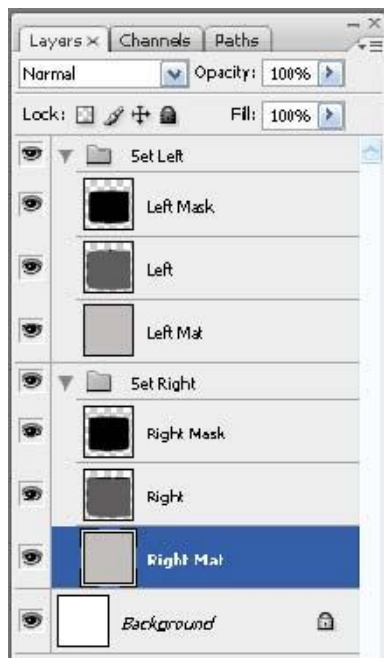 Layers × Channels Paths
Normal Opacity: 100%
Lock: Fill: 100%
Set Left
Left Mask
Left
Left Mat
Set Right
Right Mask
Right
Right Mat
Background